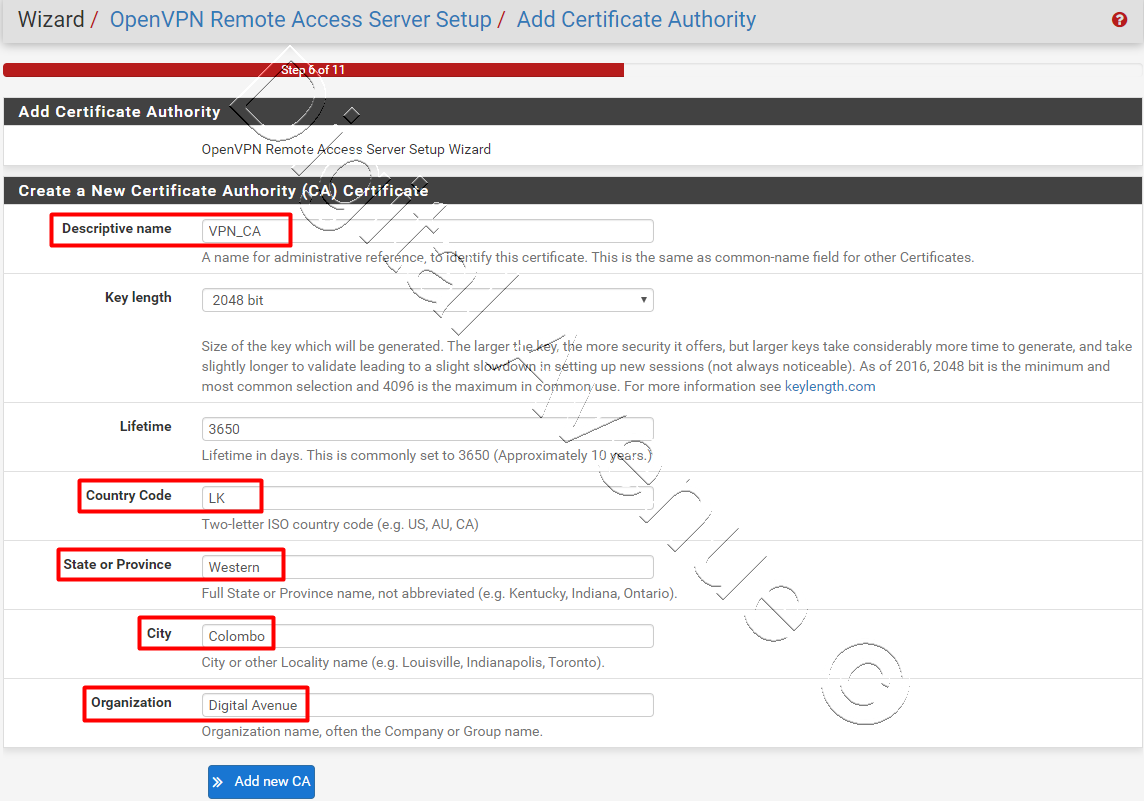 Wizard / OpenVPN Remote Access Server Setup / Add Certificate Authority
Step 6 of 11
Add Certificate Authority
OpenVPN Remote Access Server Setup Wizard
Create a New Certificate Authority (CA) Certificate
Descriptive name VPN_CA
A name for administrative reference, to identify this certificate. This is the same as common-name field for other Certificates.
Key length 2048 bit
Size of the key which will be generated. The larger the key, the more security it offers, but larger keys take considerably more time to generate, and take
slightly longer to validate leading to a slight slowdown in setting up new sessions (not always noticeable). As of 2016, 2048 bit is the minimum and
most common selection and 4096 is the maximum in common use. For more information see keylength.com
Lifetime 3650
Lifetime in days. This is commonly set to 3650 (Approximately 10 years.)
Country Code LK
Two-letter ISO country code (e.g. US, AU, CA)
State or Province Western
Full State or Province name, not abbreviated (e.g. Kentucky, Indiana, Ontario).
City Colombo
City or other Locality name (e.g. Louisville, Indianapolis, Toronto).
Organization Digital Avenue
Organization name, often the Company or Group name.
Add new CA
Digital Avenue ©